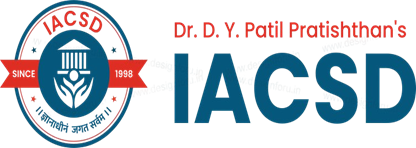 IACSD
SINCE 1998
॥ ज्ञानाधीनं जगत सर्वम ॥
Dr. D. Y. Patil Pratishthan's
IACSD